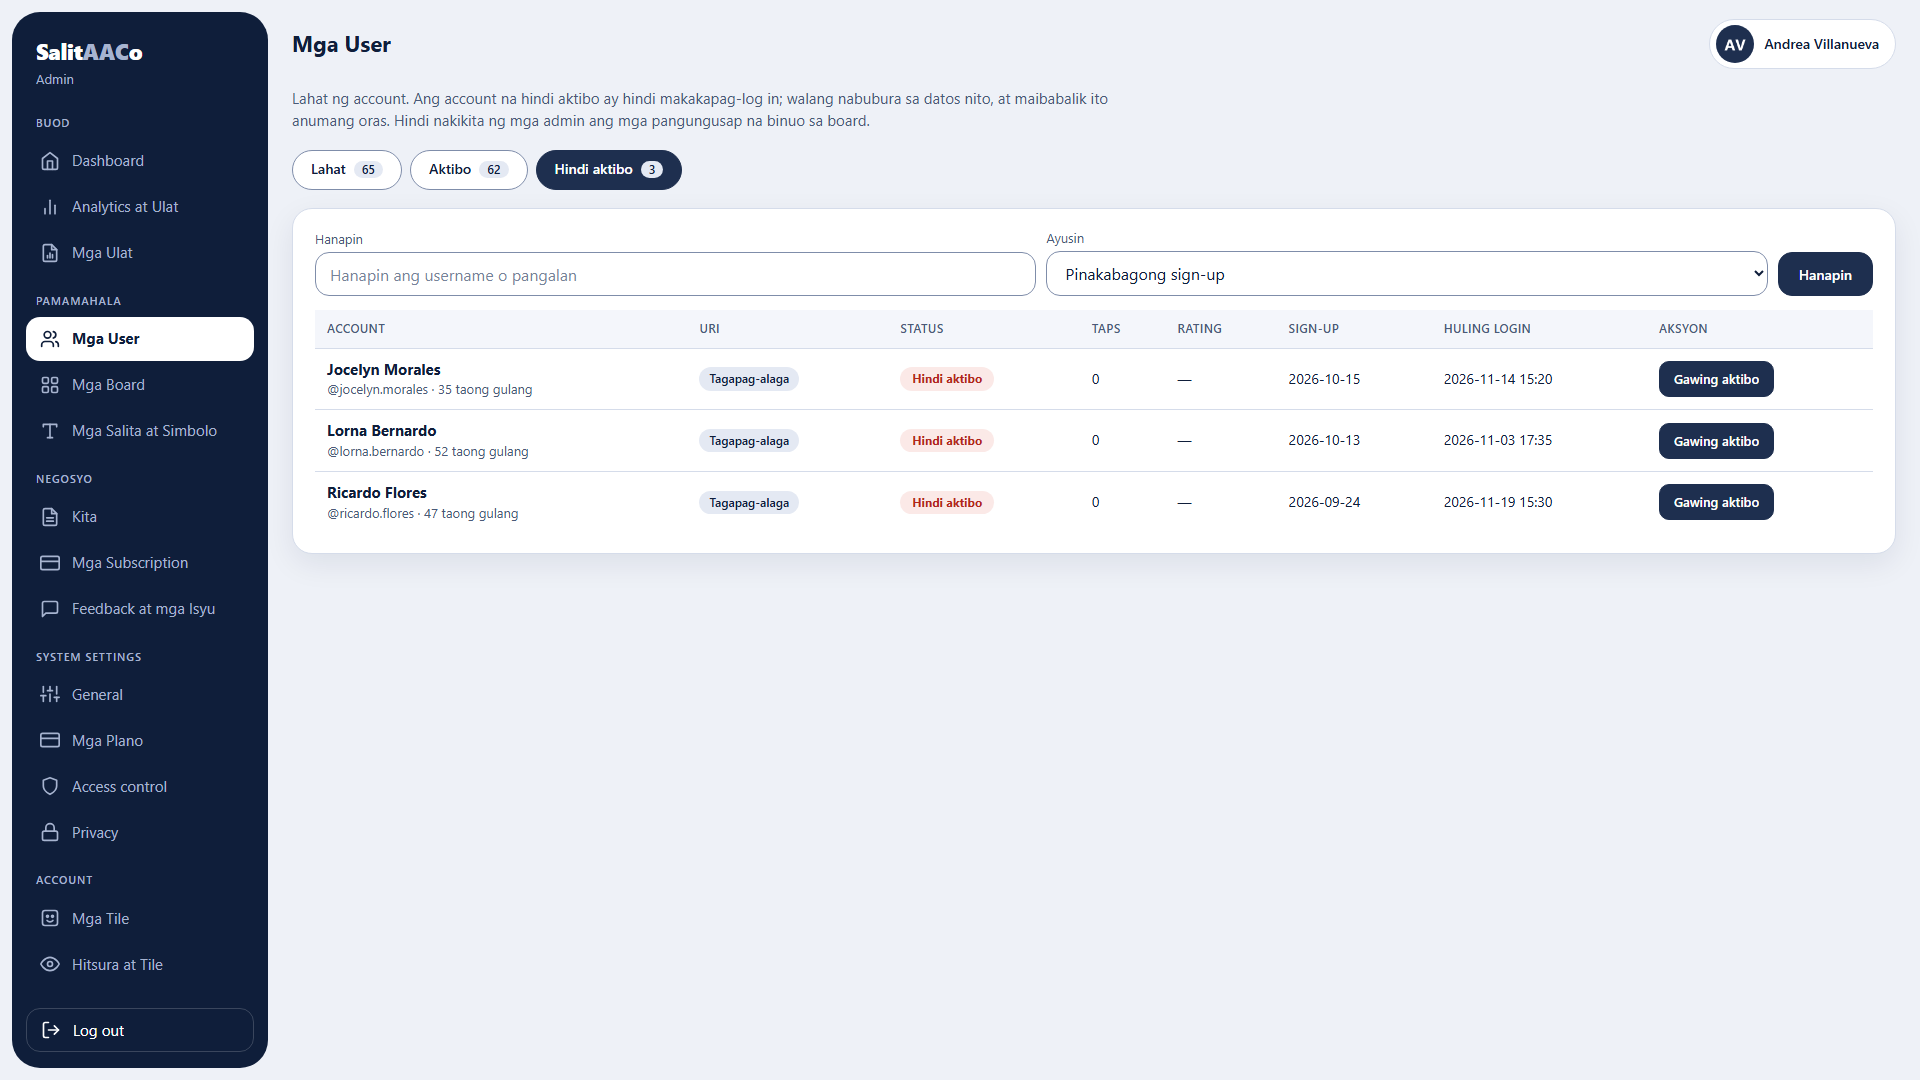 SalitAACo
Admin
BUOD
Dashboard
Analytics at Ulat
Mga Ulat
PAMAMAHALA
Mga User
Mga Board
Mga Salita at Simbolo
NEGOSYO
Kita
Mga Subscription
Feedback at mga Isyu
SYSTEM SETTINGS
General
Mga Plano
Access control
Privacy
ACCOUNT
Mga Tile
Hitsura at Tile
Log out
Mga User
AV Andrea Villanueva
Lahat ng account. Ang account na hindi aktibo ay hindi makakapag-log in; walang nabubura sa datos nito, at maibabalik ito
anumang oras. Hindi nakikita ng mga admin ang mga pangungusap na binuo sa board.
Lahat 65 Aktibo 62 Hindi aktibo 3
Hanapin Ayusin
Hanapin ang username o pangalan Pinakabagong sign-up Hanapin
ACCOUNT URI STATUS TAPS RATING SIGN-UP HULING LOGIN AKSYON
Jocelyn Morales
@jocelyn.morales · 35 taong gulang Tagapag-alaga Hindi aktibo 0 — 2026-10-15 2026-11-14 15:20 Gawing aktibo
Lorna Bernardo
@lorna.bernardo · 52 taong gulang Tagapag-alaga Hindi aktibo 0 — 2026-10-13 2026-11-03 17:35 Gawing aktibo
Ricardo Flores
@ricardo.flores · 47 taong gulang Tagapag-alaga Hindi aktibo 0 — 2026-09-24 2026-11-19 15:30 Gawing aktibo